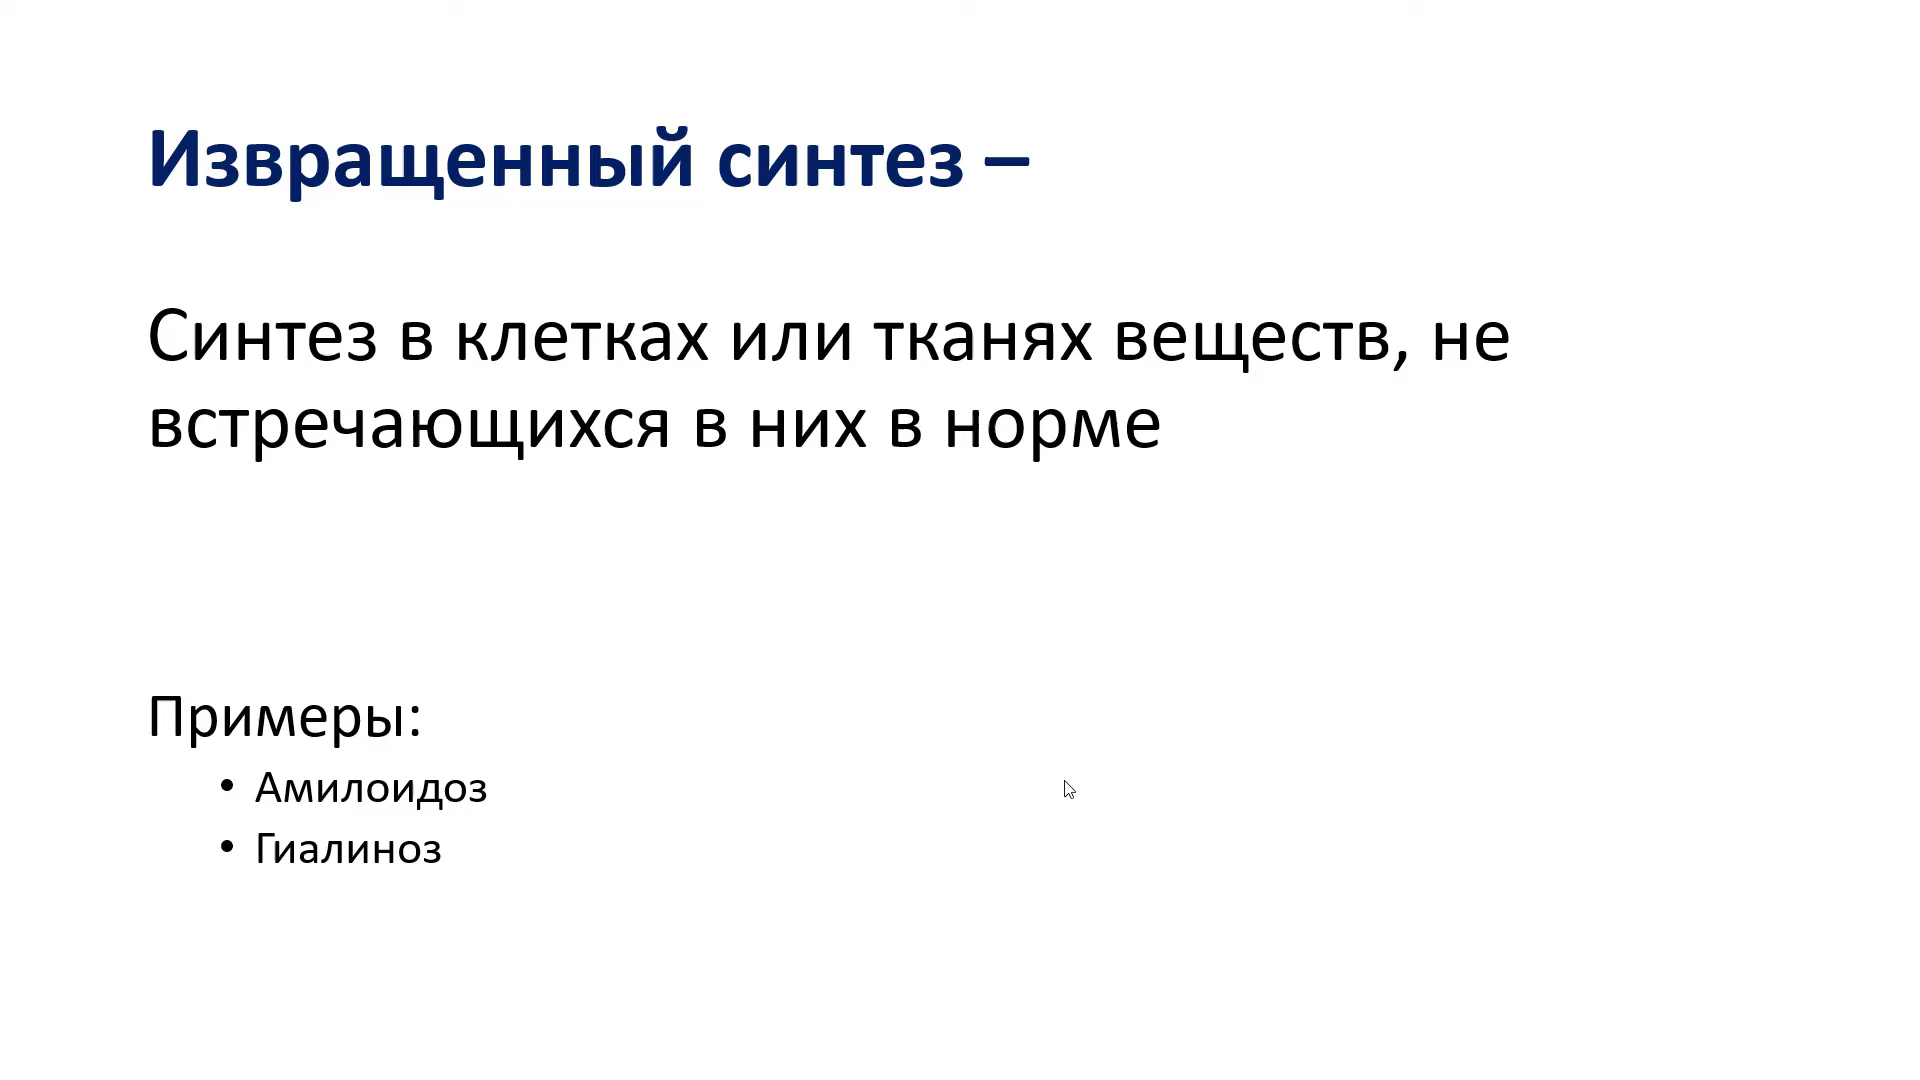 Извращенный синтез –
Синтез в клетках или тканях веществ, не
встречающихся в них в норме
Примеры:
• Амилоидоз
• Гиалиноз